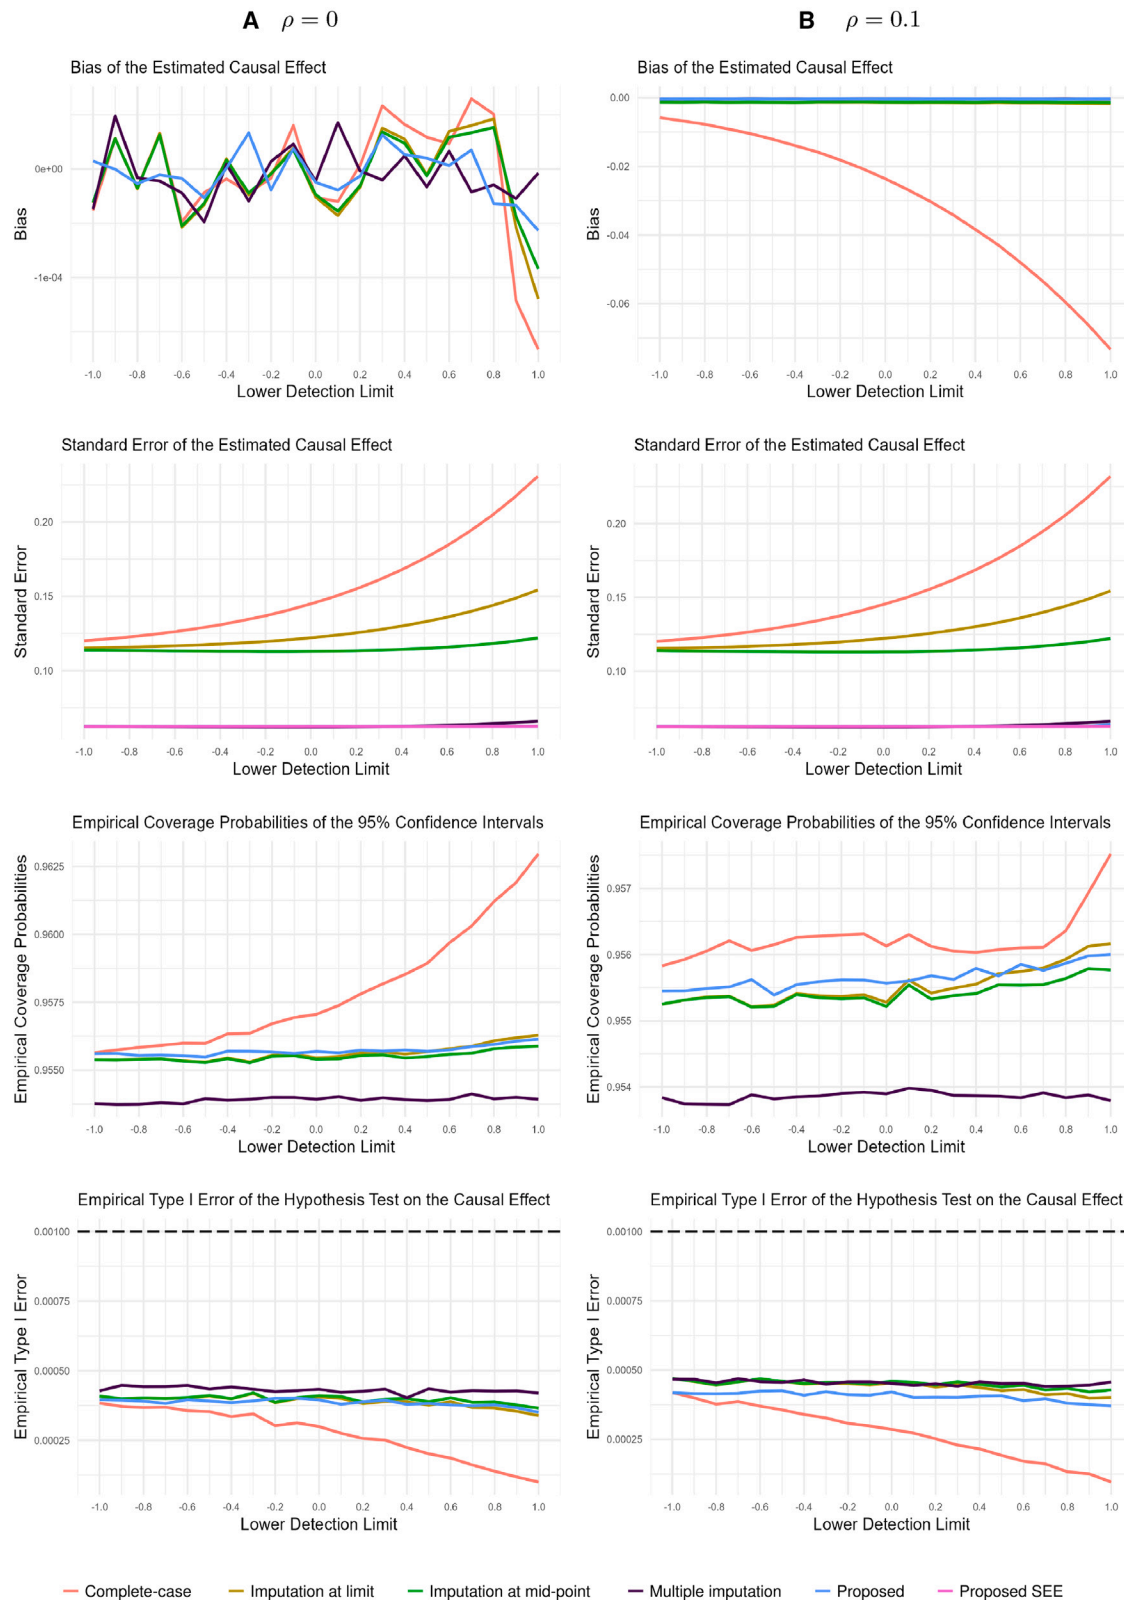 A ρ = 0
B ρ = 0.1
Bias of the Estimated Causal Effect
Bias
0e+00
-1e-04
-1.0 -0.8 -0.6 -0.4 -0.2 0.0 0.2 0.4 0.6 0.8 1.0
Lower Detection Limit
Bias of the Estimated Causal Effect
Bias
0.00
-0.02
-0.04
-0.06
-1.0 -0.8 -0.6 -0.4 -0.2 0.0 0.2 0.4 0.6 0.8 1.0
Lower Detection Limit
Standard Error of the Estimated Causal Effect
Standard Error
0.20
0.15
0.10
-1.0 -0.8 -0.6 -0.4 -0.2 0.0 0.2 0.4 0.6 0.8 1.0
Lower Detection Limit
Standard Error of the Estimated Causal Effect
Standard Error
0.20
0.15
0.10
-1.0 -0.8 -0.6 -0.4 -0.2 0.0 0.2 0.4 0.6 0.8 1.0
Lower Detection Limit
Empirical Coverage Probabilities of the 95% Confidence Intervals
Empirical Coverage Probabilities
0.9625
0.9600
0.9575
0.9550
-1.0 -0.8 -0.6 -0.4 -0.2 0.0 0.2 0.4 0.6 0.8 1.0
Lower Detection Limit
Empirical Coverage Probabilities of the 95% Confidence Intervals
Empirical Coverage Probabilities
0.957
0.956
0.955
0.954
-1.0 -0.8 -0.6 -0.4 -0.2 0.0 0.2 0.4 0.6 0.8 1.0
Lower Detection Limit
Empirical Type I Error of the Hypothesis Test on the Causal Effect
Empirical Type I Error
0.00100
0.00075
0.00050
0.00025
-1.0 -0.8 -0.6 -0.4 -0.2 0.0 0.2 0.4 0.6 0.8 1.0
Lower Detection Limit
Empirical Type I Error of the Hypothesis Test on the Causal Effect
Empirical Type I Error
0.00100
0.00075
0.00050
0.00025
-1.0 -0.8 -0.6 -0.4 -0.2 0.0 0.2 0.4 0.6 0.8 1.0
Lower Detection Limit
Complete-case Imputation at limit Imputation at mid-point Multiple imputation Proposed Proposed SEE